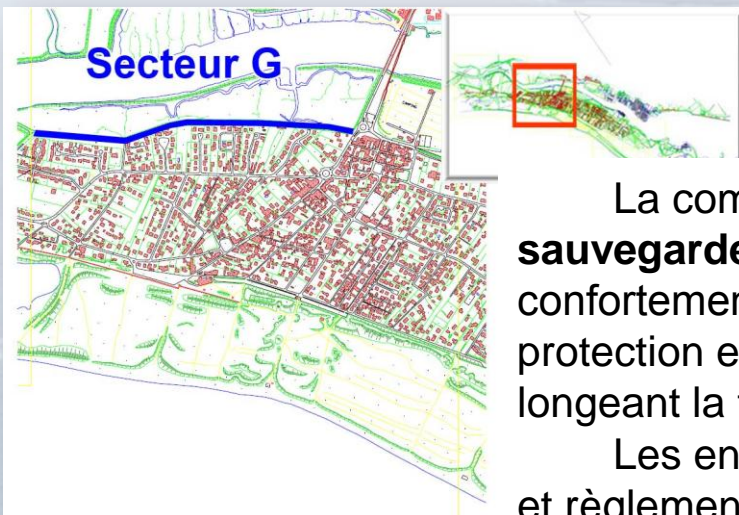 Secteur G
La com
sauvegarde
confortemen
protection e
longeant la
Les en
et règlemen